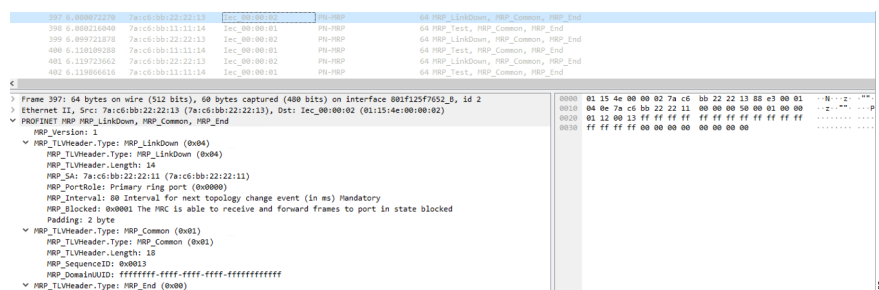 397 6.080072270 7a:c6:bb:22:22:13 Iec_00:00:02 PN-MRP 64 MRP_LinkDown, MRP_Common, MRP_End
398 6.080216040 7a:c6:bb:11:11:14 Iec_00:00:01 PN-MRP 64 MRP_Test, MRP_Common, MRP_End
399 6.099721878 7a:c6:bb:22:22:13 Iec_00:00:02 PN-MRP 64 MRP_LinkDown, MRP_Common, MRP_End
400 6.110109288 7a:c6:bb:11:11:14 Iec_00:00:01 PN-MRP 64 MRP_Test, MRP_Common, MRP_End
401 6.119723662 7a:c6:bb:22:22:13 Iec_00:00:02 PN-MRP 64 MRP_LinkDown, MRP_Common, MRP_End
402 6.119866616 7a:c6:bb:11:11:14 Iec_00:00:01 PN-MRP 64 MRP_Test, MRP_Common, MRP_End
Frame 397: 64 bytes on wire (512 bits), 60 bytes captured (480 bits) on interface 801f125f7652_B, id 2
Ethernet II, Src: 7a:c6:bb:22:22:13 (7a:c6:bb:22:22:13), Dst: Iec_00:00:02 (01:15:4e:00:00:02)
PROFINET MRP MRP_LinkDown, MRP_Common, MRP_End
MRP_Version: 1
MRP_TLVHeader.Type: MRP_LinkDown (0x04)
MRP_TLVHeader.Type: MRP_LinkDown (0x04)
MRP_TLVHeader.Length: 14
MRP_SA: 7a:c6:bb:22:22:11 (7a:c6:bb:22:22:11)
MRP_PortRole: Primary ring port (0x0000)
MRP_Interval: 80 Interval for next topology change event (in ms) Mandatory
MRP_Blocked: 0x0001 The MRC is able to receive and forward frames to port in state blocked
Padding: 2 byte
MRP_TLVHeader.Type: MRP_Common (0x01)
MRP_TLVHeader.Type: MRP_Common (0x01)
MRP_TLVHeader.Length: 18
MRP_SequenceID: 0x0013
MRP_DomainUUID: ffffffff-ffff-ffff-ffff-ffffffffffff
MRP_TLVHeader.Type: MRP_End (0x00)
0000 01 15 4e 00 00 02 7a c6 bb 22 22 13 88 e3 00 01 ··N···z· ·""·····
0010 04 0e 7a c6 bb 22 22 11 00 00 00 50 00 01 00 00 ··z··""· ···P
0020 01 12 00 13 ff ff ff ff ff ff ff ff ff ff ff ff ········ ····
0030 ff ff ff ff 00 00 00 00 00 00 00 00 ········ ····